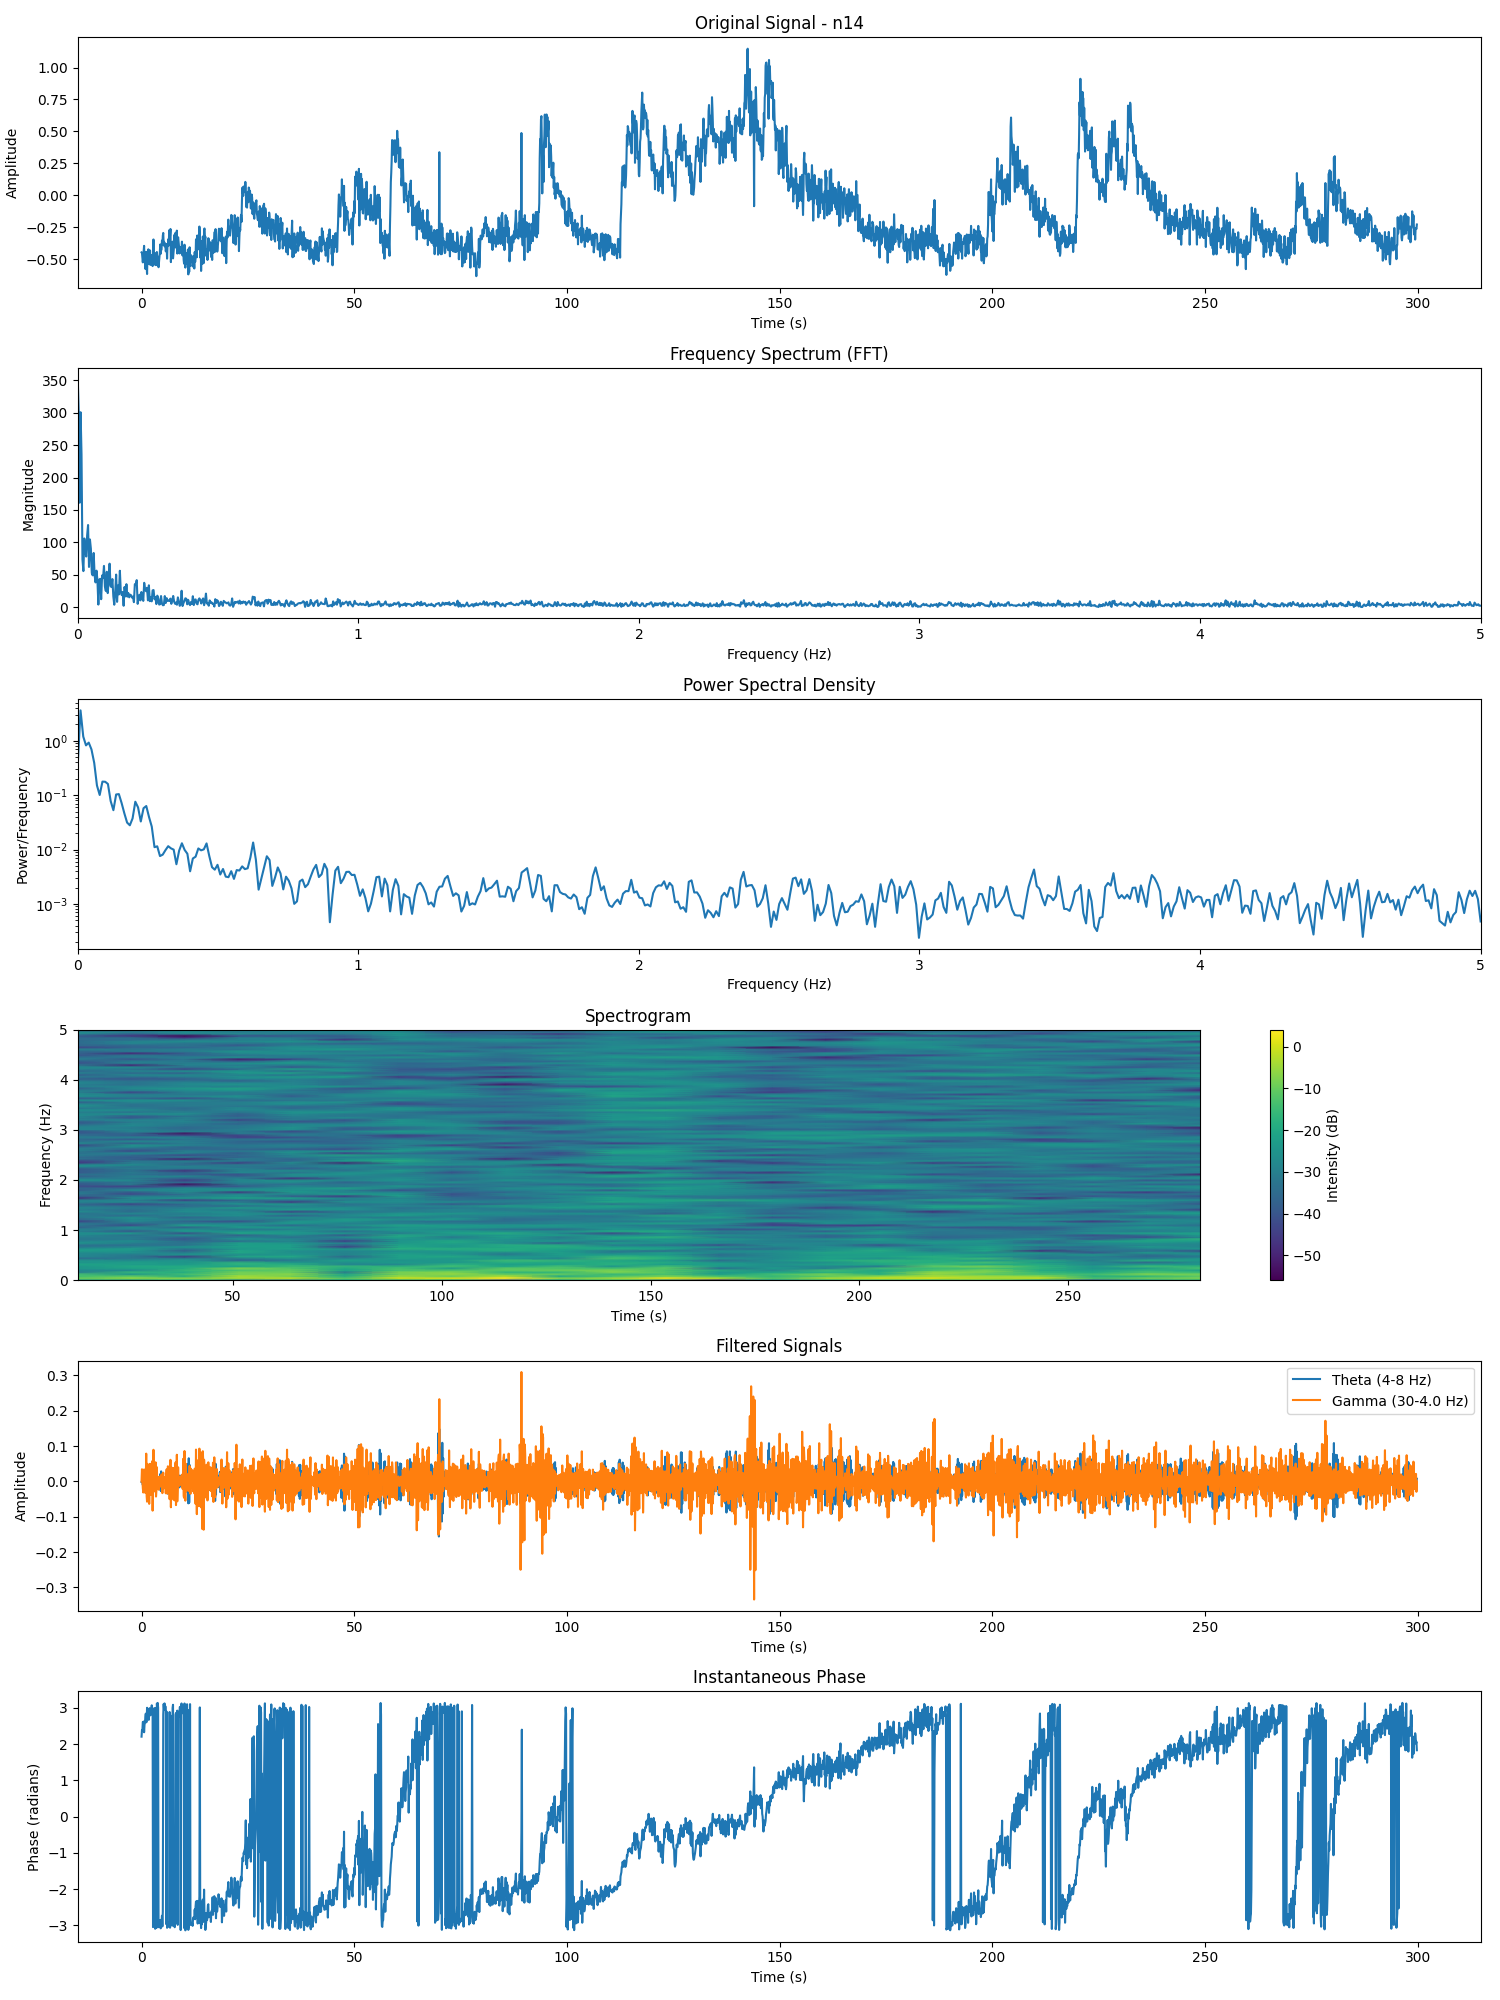 Original Signal - n14
Amplitude
1.00
0.75
0.50
0.25
0.00
−0.25
−0.50
0 50 100 150 200 250 300
Time (s)
Frequency Spectrum (FFT)
Magnitude
350
300
250
200
150
100
50
0
0 1 2 3 4 5
Frequency (Hz)
Power Spectral Density
Power/Frequency
10⁰
10⁻¹
10⁻²
10⁻³
0 1 2 3 4 5
Frequency (Hz)
Spectrogram
Frequency (Hz)
5
4
3
2
1
0
50 100 150 200 250
Time (s)
0
−10
−20
−30
−40
−50
Intensity (dB)
Filtered Signals
Amplitude
0.3
0.2
0.1
0.0
−0.1
−0.2
−0.3
Theta (4-8 Hz)
Gamma (30-4.0 Hz)
0 50 100 150 200 250 300
Time (s)
Instantaneous Phase
Phase (radians)
3
2
1
0
−1
−2
−3
0 50 100 150 200 250 300
Time (s)